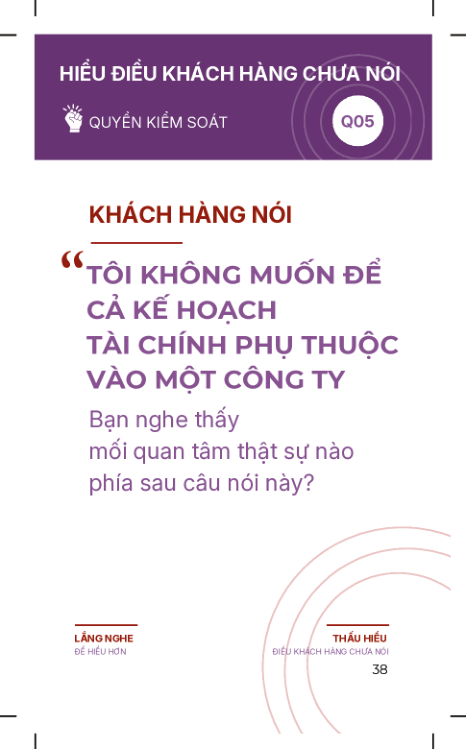 HIỂU ĐIỀU KHÁCH HÀNG CHƯA NÓI
QUYỀN KIỂM SOÁT
Q05
KHÁCH HÀNG NÓI
“TÔI KHÔNG MUỐN ĐỂ
CẢ KẾ HOẠCH
TÀI CHÍNH PHỤ THUỘC
VÀO MỘT CÔNG TY
Bạn nghe thấy
mối quan tâm thật sự nào
phía sau câu nói này?
LẮNG NGHE
ĐỂ HIỂU HƠN
THẤU HIỂU
ĐIỀU KHÁCH HÀNG CHƯA NÓI
38